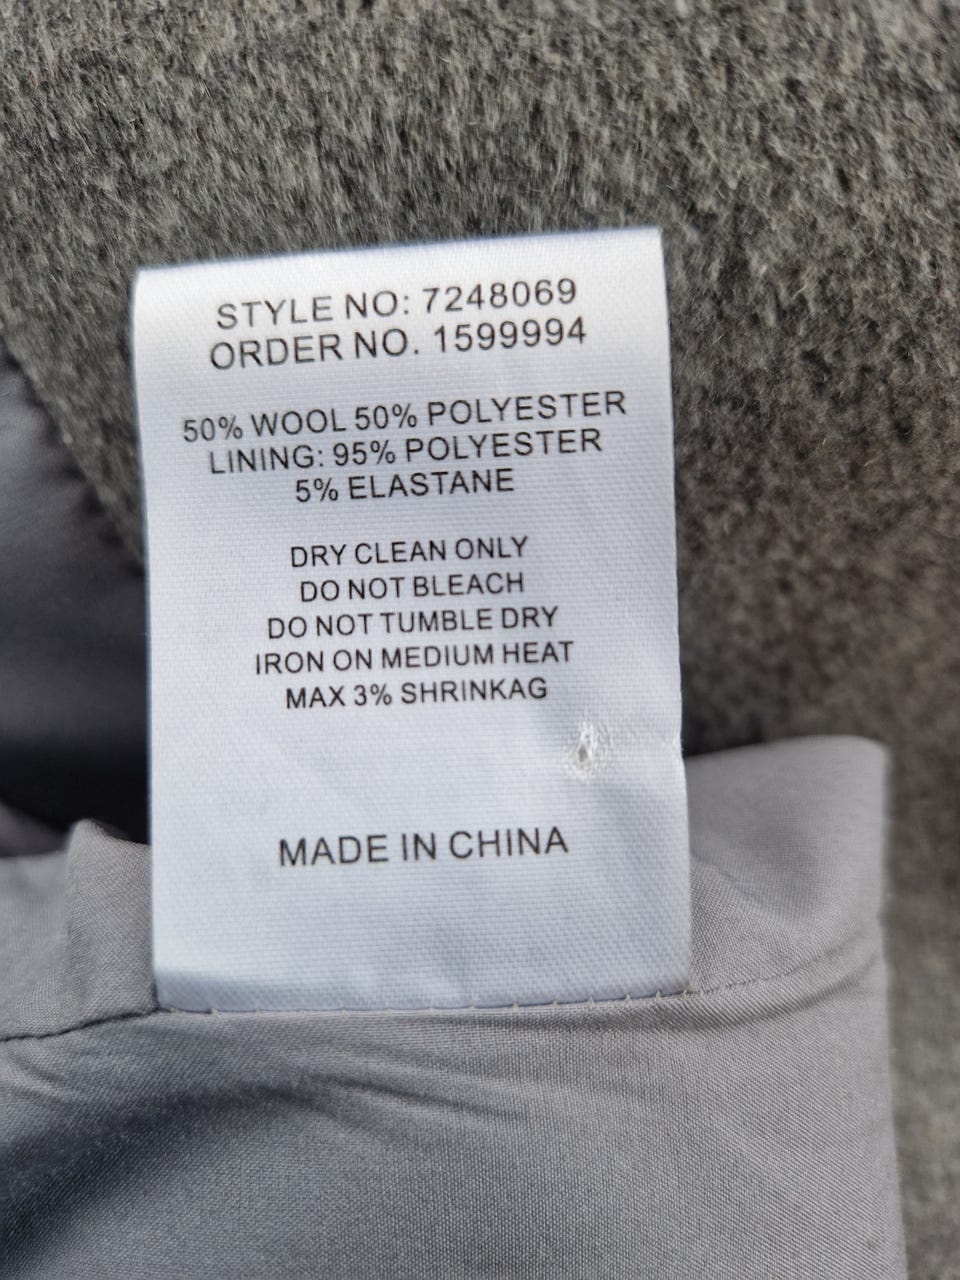 STYLE NO: 7248069
ORDER NO. 1599994
50% WOOL 50% POLYESTER
LINING: 95% POLYESTER
5% ELASTANE
DRY CLEAN ONLY
DO NOT BLEACH
DO NOT TUMBLE DRY
IRON ON MEDIUM HEAT
MAX 3% SHRINKAG
MADE IN CHINA